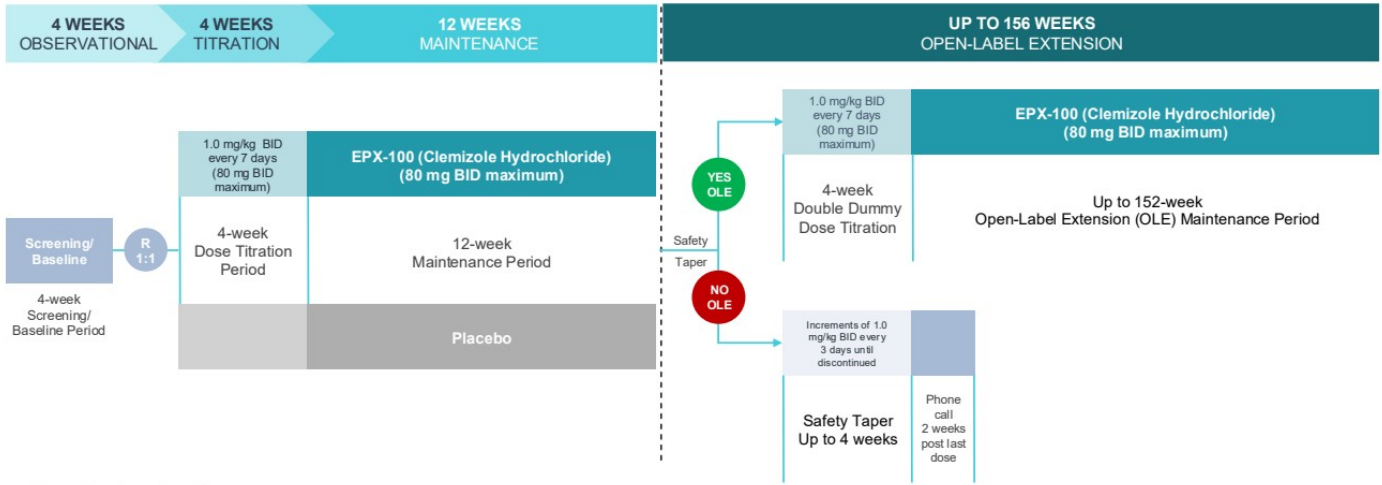 4 WEEKS
OBSERVATIONAL
4 WEEKS
TITRATION
12 WEEKS
MAINTENANCE
UP TO 156 WEEKS
OPEN-LABEL EXTENSION
Screening/
Baseline
4-week
Screening/
Baseline Period
R
1:1
1.0 mg/kg BID
every 7 days
(80 mg BID
maximum)
4-week
Dose Titration
Period
EPX-100 (Clemizole Hydrochloride)
(80 mg BID maximum)
12-week
Maintenance Period
Placebo
Safety
Taper
YES
OLE
NO
OLE
1.0 mg/kg BID
every 7 days
(80 mg BID
maximum)
4-week
Double Dummy
Dose Titration
EPX-100 (Clemizole Hydrochloride)
(80 mg BID maximum)
Up to 152-week
Open-Label Extension (OLE) Maintenance Period
Increments of 1.0
mg/kg BID every
3 days until
discontinued
Safety Taper
Up to 4 weeks
Phone
call
2 weeks
post last
dose